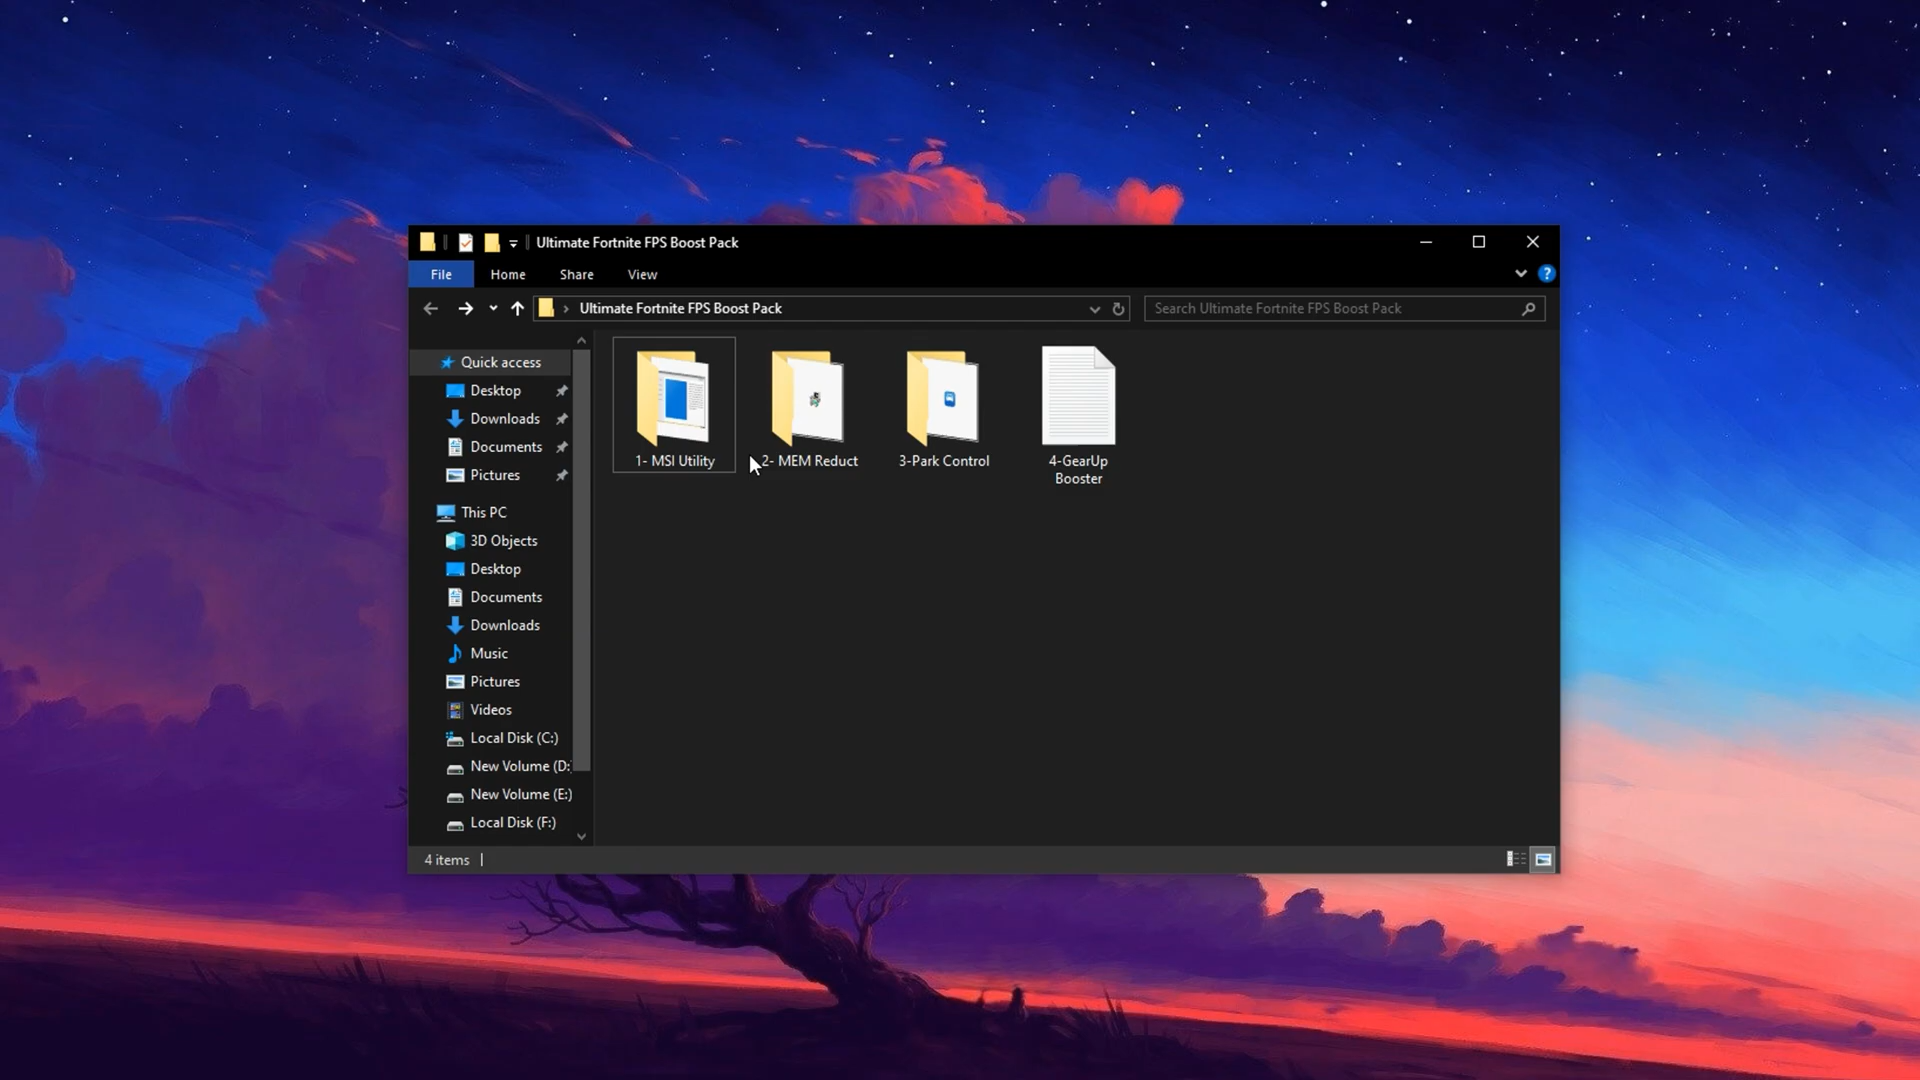 Ultimate Fortnite FPS Boost Pack
File Home Share View
?
Ultimate Fortnite FPS Boost Pack
Search Ultimate Fortnite FPS Boost Pack
Quick access
Desktop
Downloads
Documents
Pictures
This PC
3D Objects
Desktop
Documents
Downloads
Music
Pictures
Videos
Local Disk (C:)
New Volume (D:)
New Volume (E:)
Local Disk (F:)
1- MSI Utility
2- MEM Reduct
3-Park Control
4-GearUp
Booster
4 items